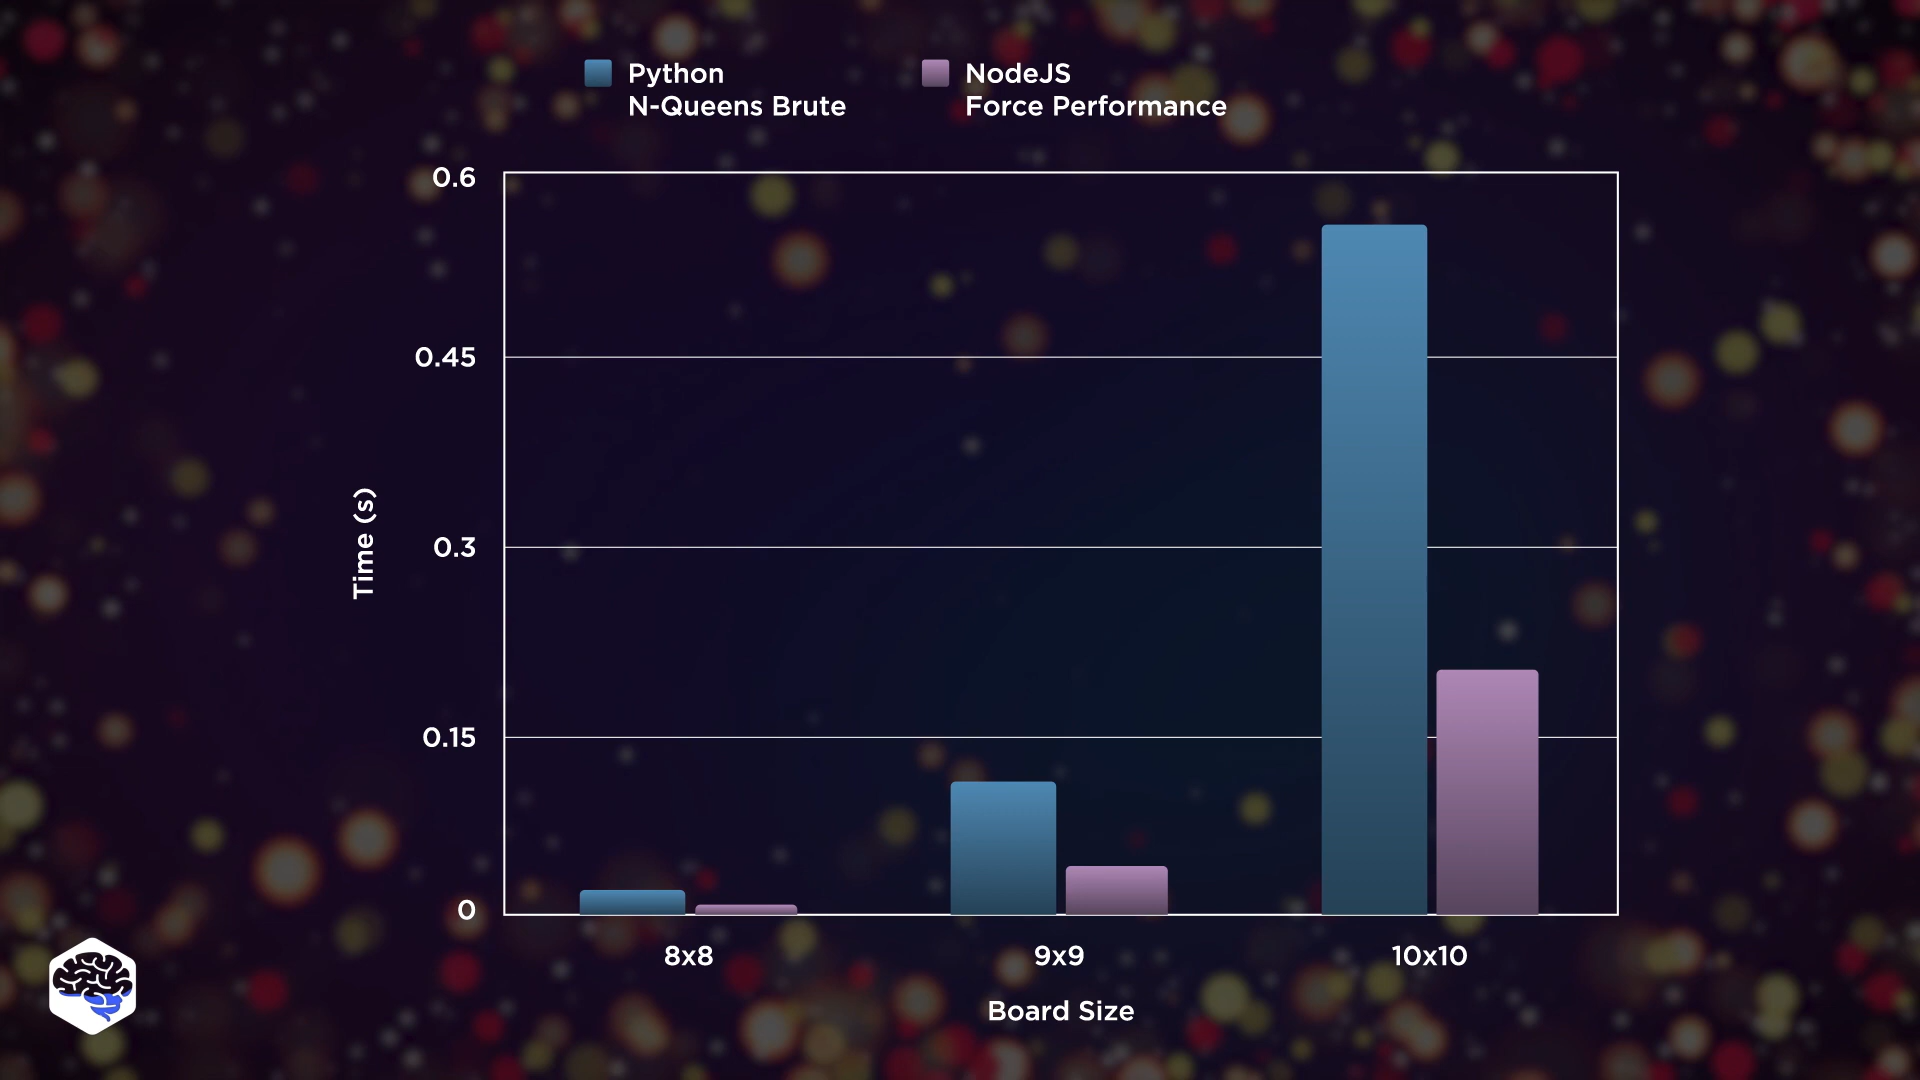 Python
N-Queens Brute
NodeJS
Force Performance
0.6
0.45
0.3
0.15
0
Time (s)
8x8
9x9
10x10
Board Size